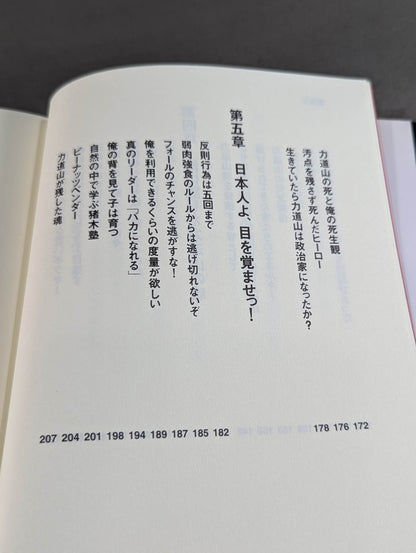 力道山の死と俺の死生観 172
汚点を残さず死んだヒーロー 176
生きていたら力道山は政治家になったか? 178
第五章 日本人よ、目を覚ませっ!
反則行為は五回まで 182
弱肉強食のルールからは逃げ切れないぞ 185
フォールのチャンスを逃がすな! 187
俺を利用できるくらいの度量が欲しい 189
真のリーダーは「バカになれる」 194
俺の背を見て子は育つ 198
自然の中で学ぶ猪木塾 201
ピーナッツベンダー 204
力道山が残した魂 207